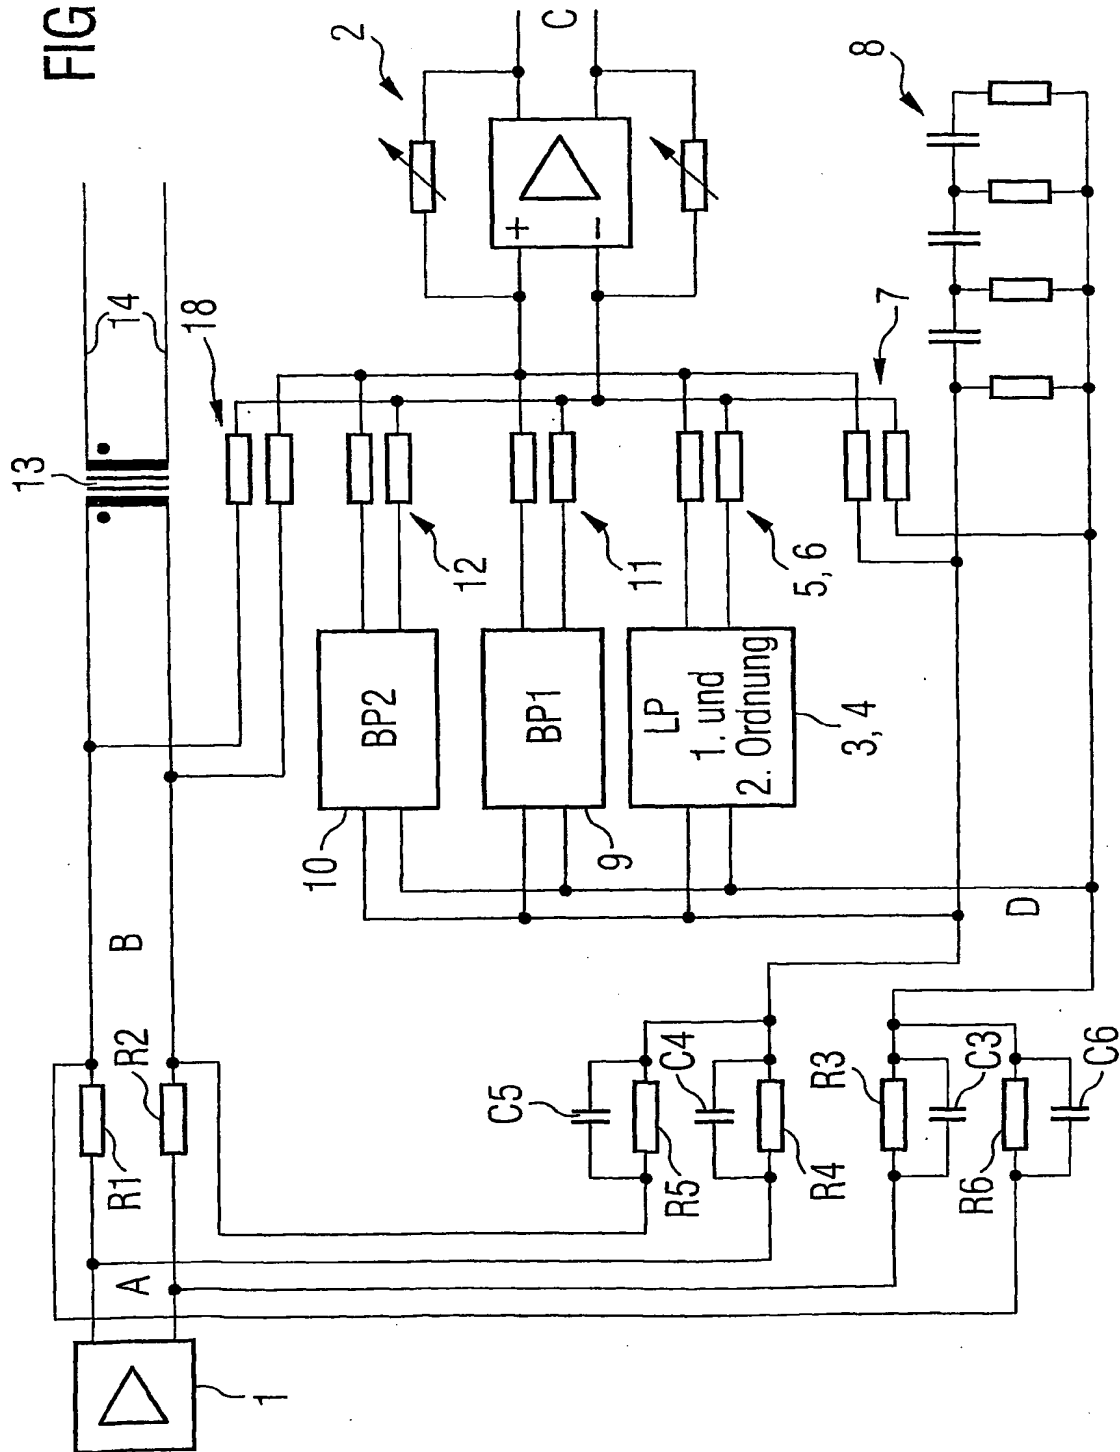 FIG
13
14
18
2
C
R1
R2
B
A
1
12
BP2
10
11
BP1
9
5, 6
LP
1. und
2. Ordnung
3, 4
+
−
7
8
D
C5
C4
R5
R4
R3
C3
R6
C6